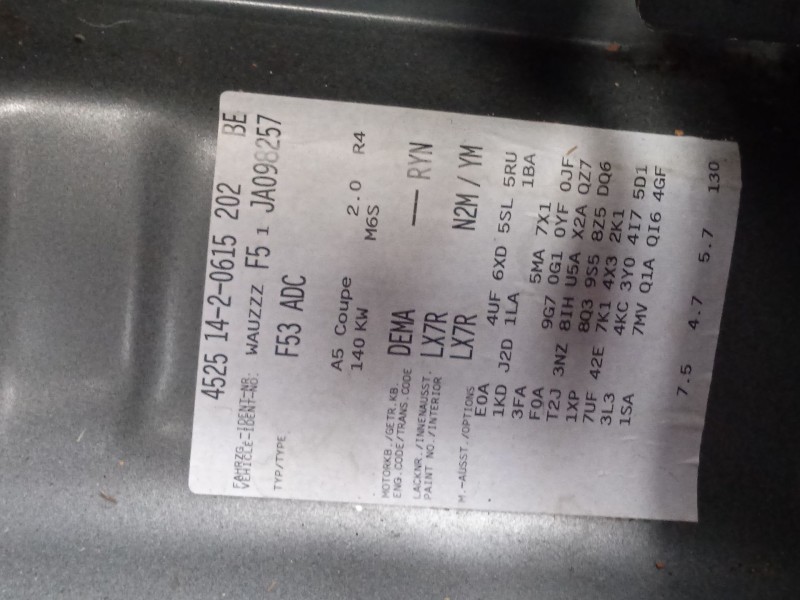 4525 14-2-0615 202 BE
FAHRZG.-IDENT-NR.
VEHICLE-IDENT-NO. WAUZZZ F5 1 JA098257
TYP/TYPE F53 ADC
A5 Coupe 2.0 R4
140 KW M6S
MOTORKB./GETR.KB.
ENG.CODE/TRANS.CODE DEMA — RYN
LACKNR./INNENAUSST.
PAINT NO./INTERIOR LX7R
LX7R N2M / YM
M.-AUSST./OPTIONS
E0A 4UF 6XD 5SL 5RU
1KD J2D 1LA 1BA
3FA
F0A 5MA 7X1
T2J 3NZ 9G7 0G1 0YF 0JF
1XP 8IH U5A X2A QZ7
7UF 42E 8Q3 9S5 8Z5 DQ6
3L3 7K1 4X3 2K1
1SA 4KC 3Y0 4I7 5D1
7MV Q1A QI6 4GF
7.5 4.7 5.7 130